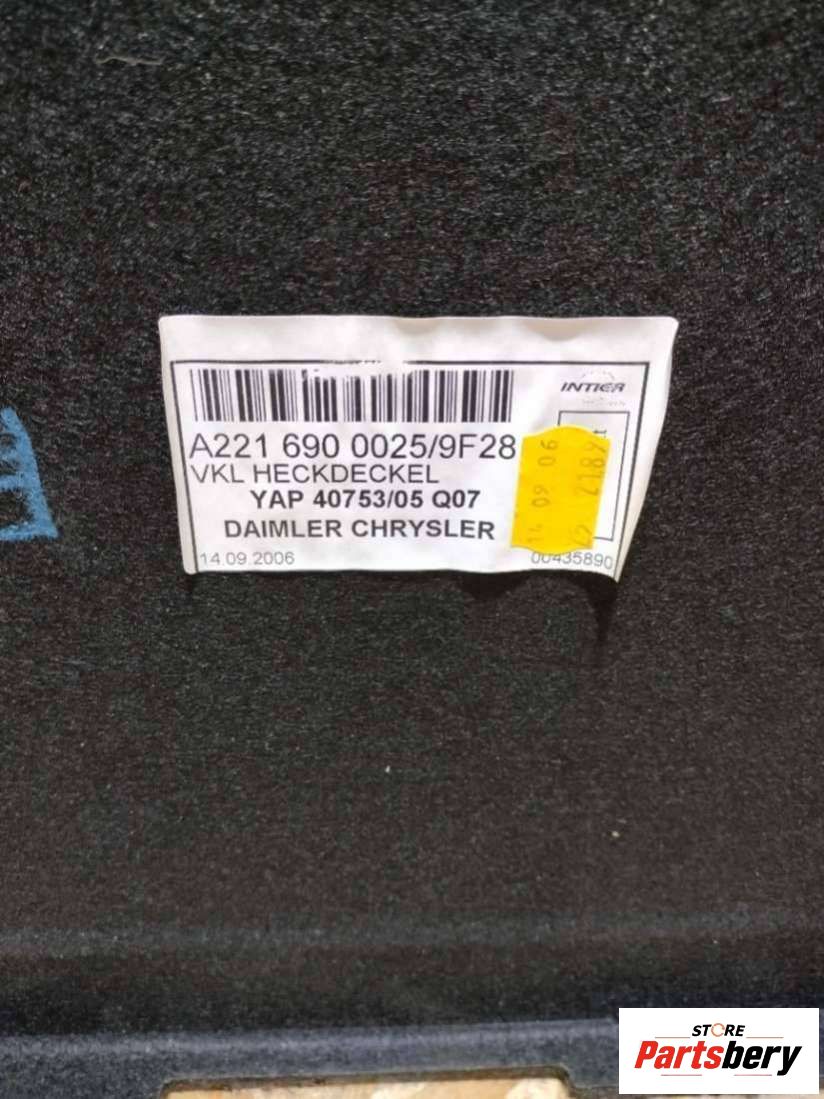 INTIER
A221 690 0025/9F28
VKL HECKDECKEL
YAP 40753/05 Q07
DAIMLER CHRYSLER
14.09.2006
00435890
14 09 06
STORE
Partsbery